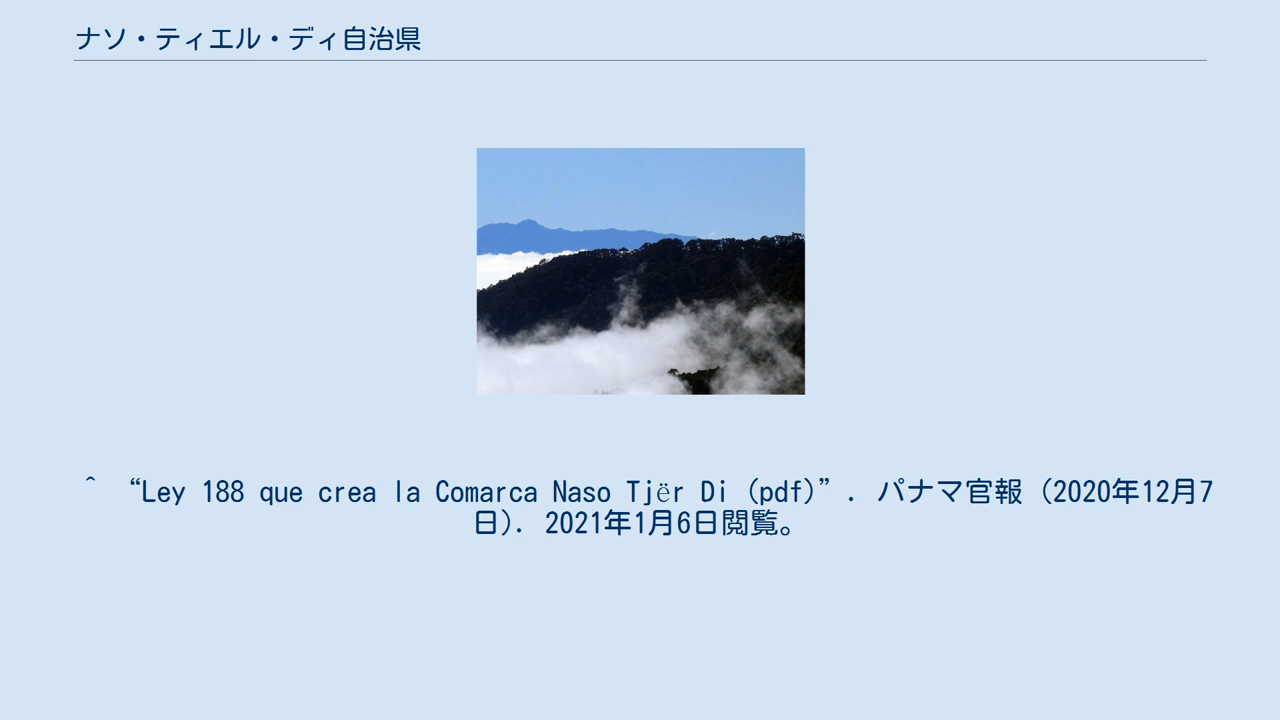 ナソ・ティエル・ディ自治県
^ “Ley 188 que crea la Comarca Naso Tjër Di (pdf)”. パナマ官報 (2020年12月7
日). 2021年1月6日閲覧。